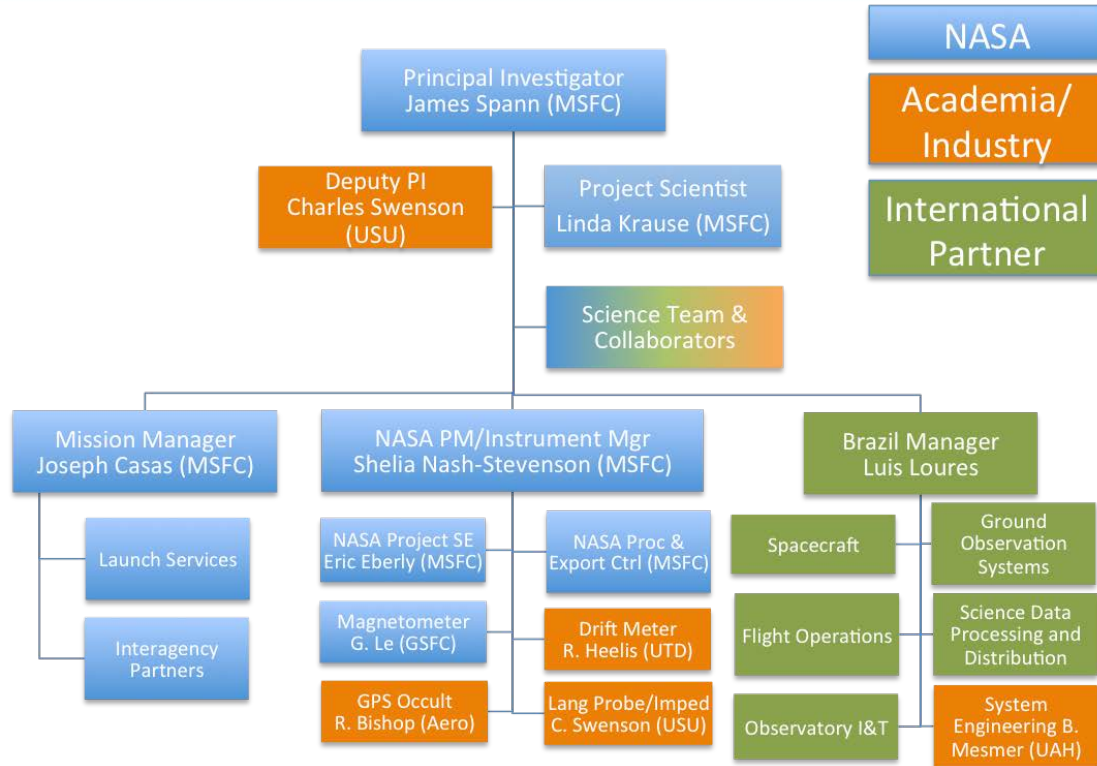 NASA
Academia/
Industry
International
Partner
Principal Investigator
James Spann (MSFC)
Deputy PI
Charles Swenson
(USU)
Project Scientist
Linda Krause (MSFC)
Science Team &
Collaborators
Mission Manager
Joseph Casas (MSFC)
Launch Services
Interagency
Partners
NASA PM/Instrument Mgr
Shelia Nash-Stevenson (MSFC)
NASA Project SE
Eric Eberly (MSFC)
NASA Proc &
Export Ctrl (MSFC)
Magnetometer
G. Le (GSFC)
Drift Meter
R. Heelis (UTD)
GPS Occult
R. Bishop (Aero)
Lang Probe/Imped
C. Swenson (USU)
Brazil Manager
Luis Loures
Spacecraft
Ground
Observation
Systems
Flight Operations
Science Data
Processing and
Distribution
Observatory I&T
System
Engineering B.
Mesmer (UAH)